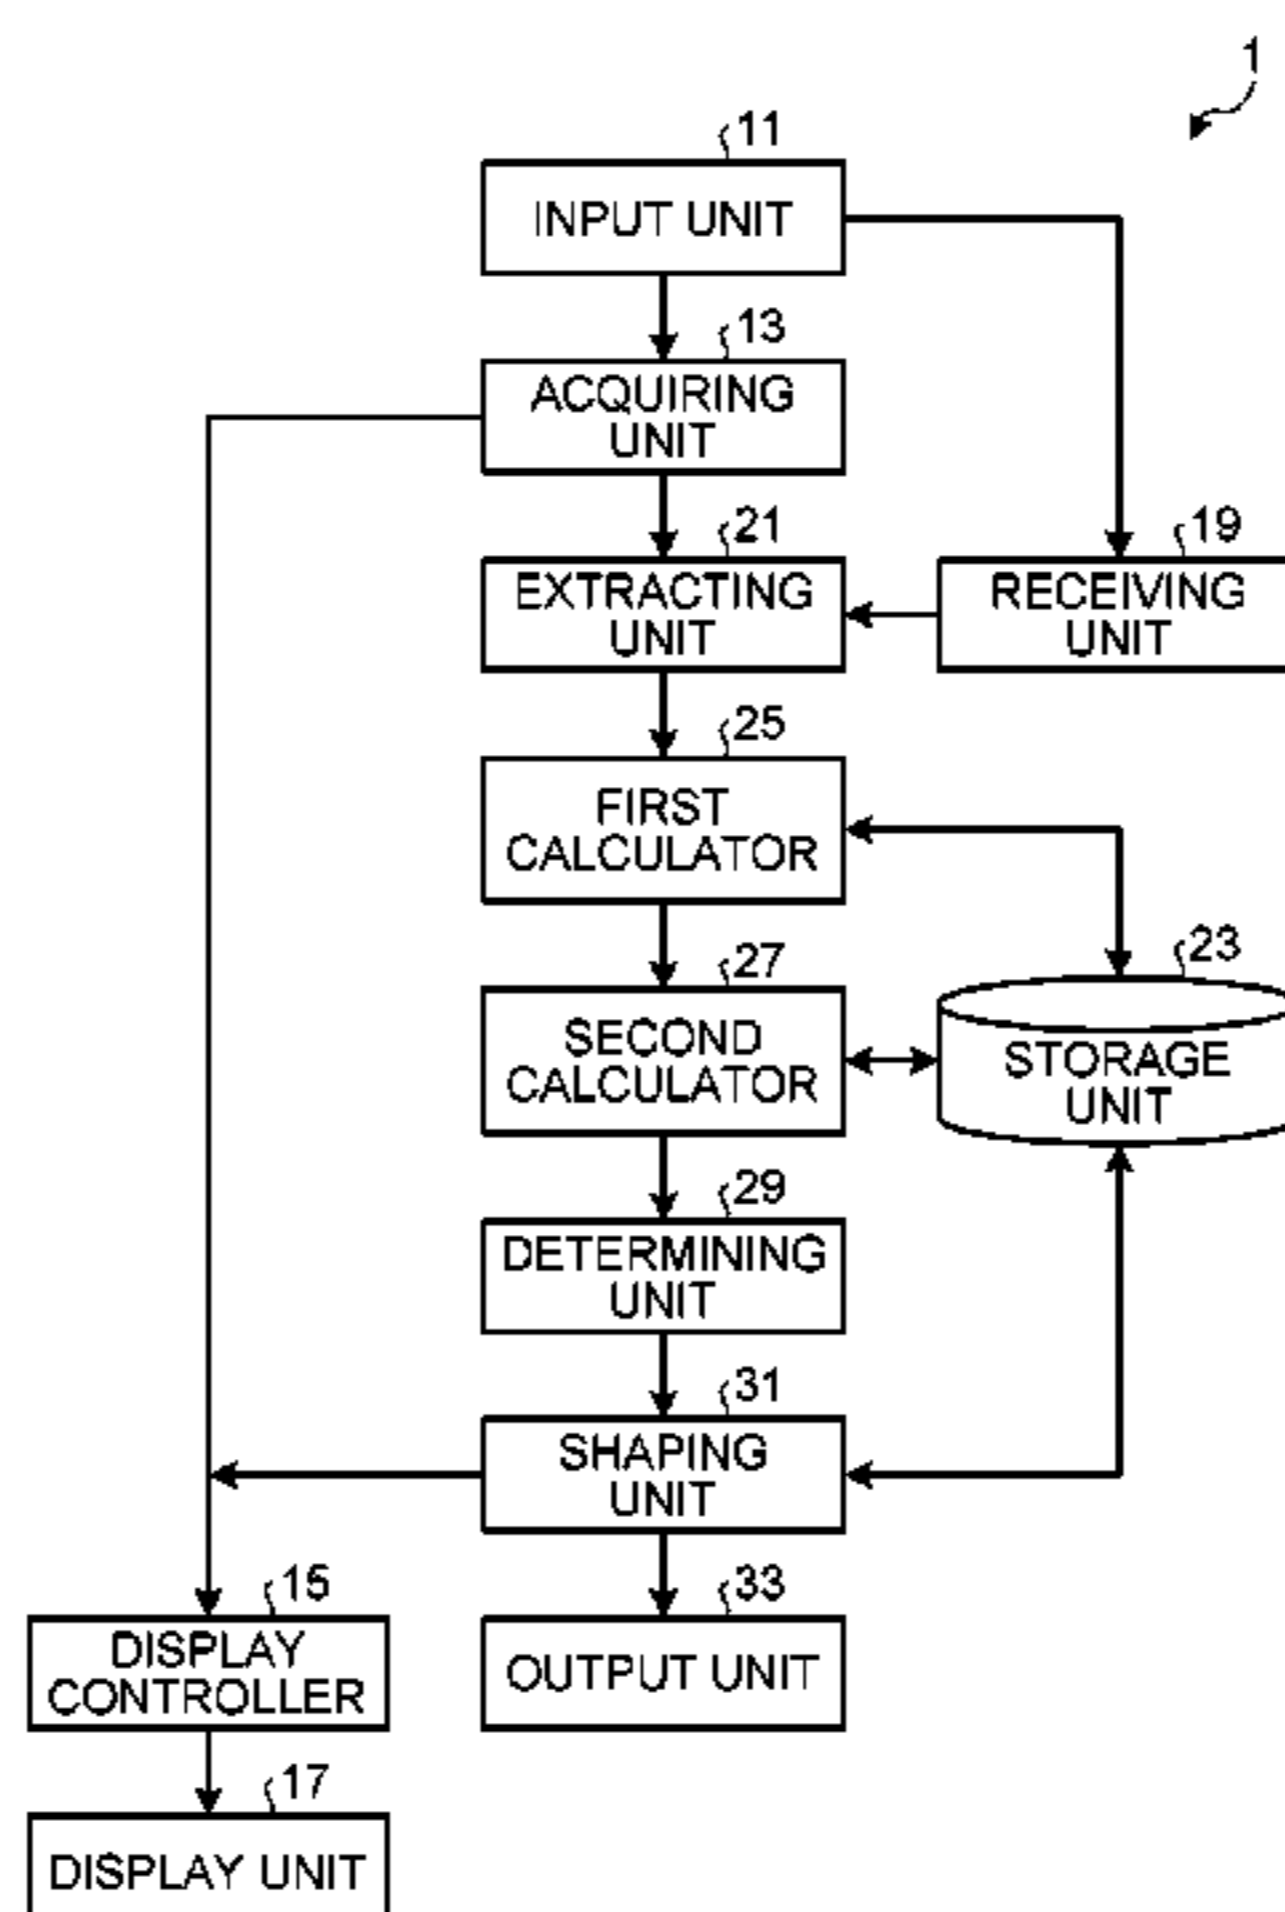 1
11
INPUT UNIT
13
ACQUIRING
UNIT
21
EXTRACTING
UNIT
19
RECEIVING
UNIT
25
FIRST
CALCULATOR
27
SECOND
CALCULATOR
23
STORAGE
UNIT
29
DETERMINING
UNIT
31
SHAPING
UNIT
15
DISPLAY
CONTROLLER
33
OUTPUT UNIT
17
DISPLAY UNIT